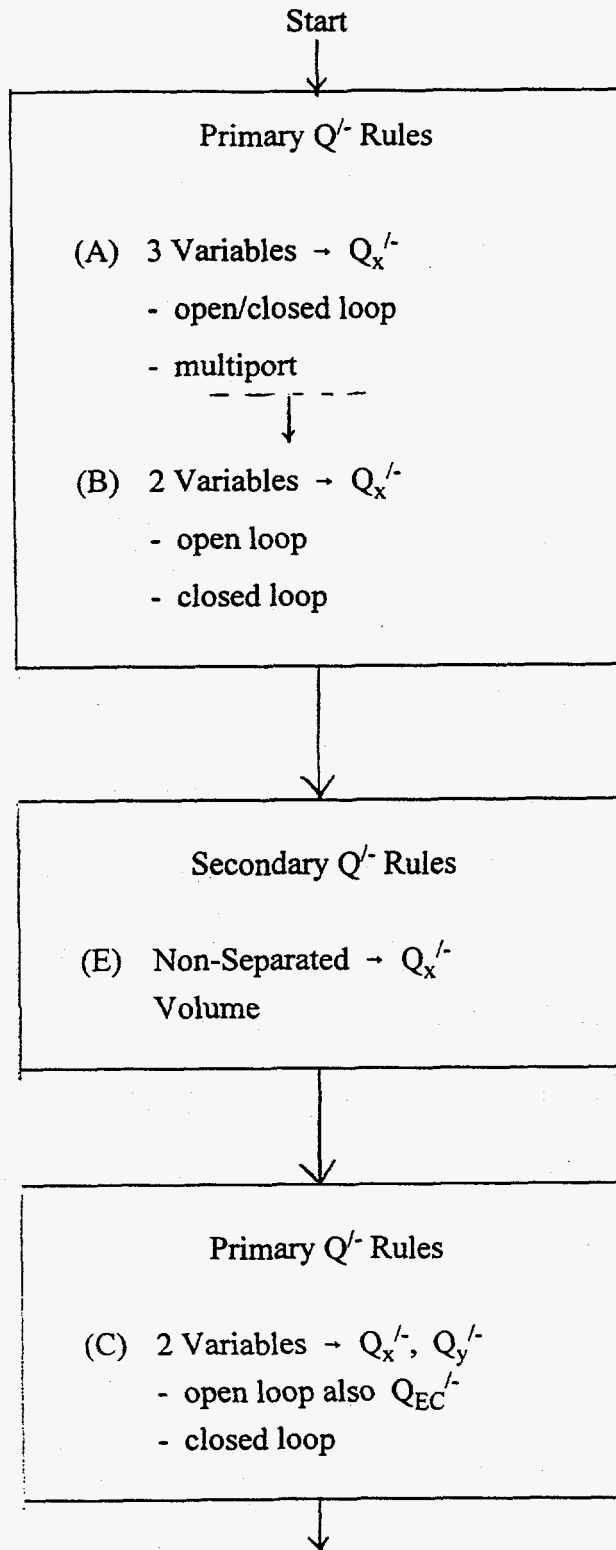 Start
Primary Q/- Rules
(A) 3 Variables → Qx/-
- open/closed loop
- multiport
(B) 2 Variables → Qx/-
- open loop
- closed loop
Secondary Q/- Rules
(E) Non-Separated → Qx/-
Volume
Primary Q/- Rules
(C) 2 Variables → Qx/-, Qy/-
- open loop also QEC/-
- closed loop